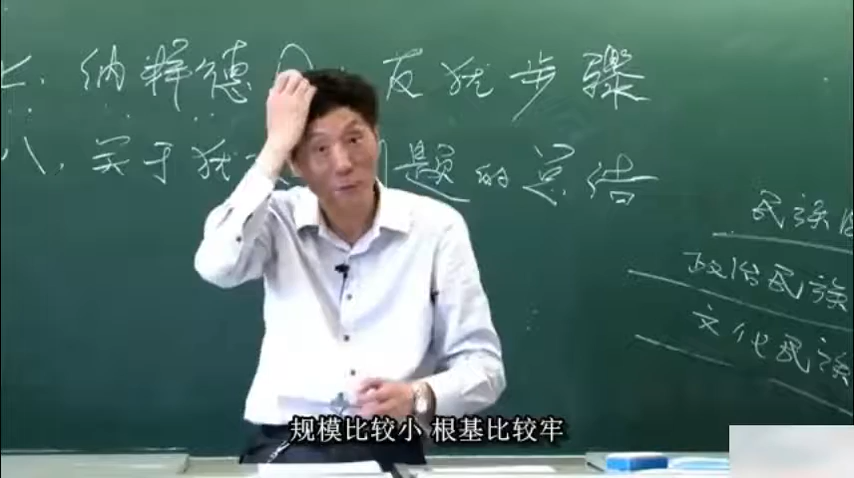 七、纳粹德 反犹步骤
八、关于犹 题的总结
民族
政治民族
文化民族
规模比较小 根基比较牢